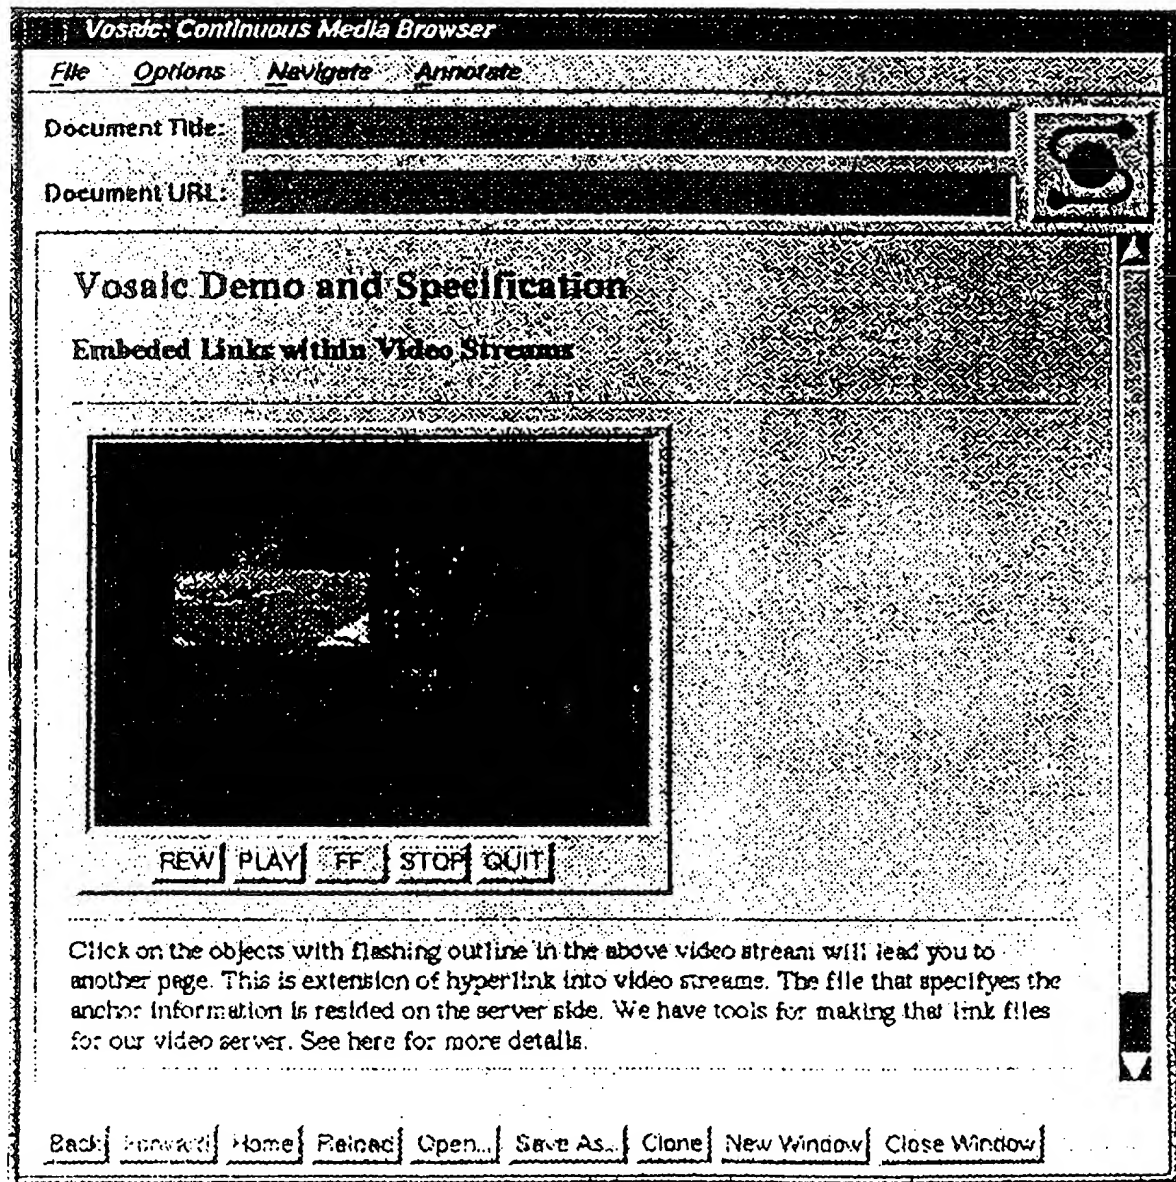 Vosaic: Continuous Media Browser
File Options Navigate Annotate
Document Title:
Document URL:
Vosaic Demo and Specification
Embeded Links within Video Streams
REW PLAY FF STOP QUIT
Click on the objects with flashing outline in the above video stream will lead you to
another page. This is extension of hyperlink into video streams. The file that specifyes the
anchor information is resided on the server side. We have tools for making that link files
for our video server. See here for more details.
Back Forward Home Reload Open... Save As... Clone New Window Close Window